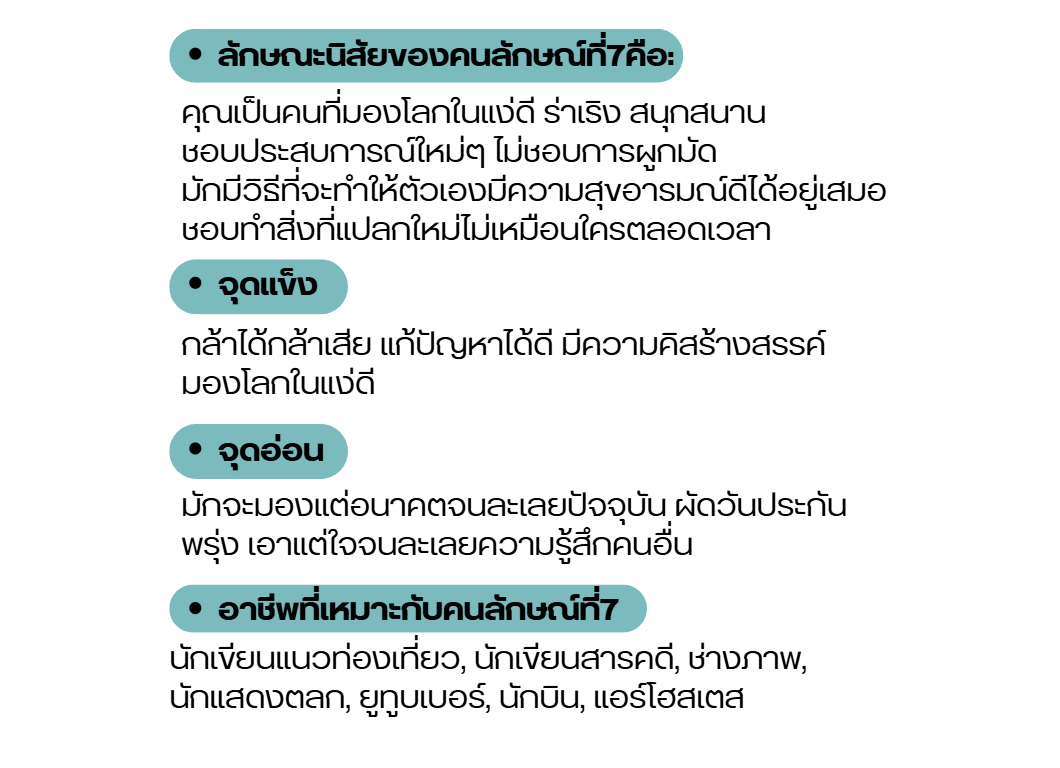 • ลักษณะนิสัยของคนลักษณ์ที่7คือ:
คุณเป็นคนที่มองโลกในแง่ดี ร่าเริง สนุกสนาน
ชอบประสบการณ์ใหม่ๆ ไม่ชอบการผูกมัด
มักมีวิธีที่จะทำให้ตัวเองมีความสุขอารมณ์ดีได้อยู่เสมอ
ชอบทำสิ่งที่แปลกใหม่ไม่เหมือนใครตลอดเวลา
• จุดแข็ง
กล้าได้กล้าเสีย แก้ปัญหาได้ดี มีความคิสร้างสรรค์
มองโลกในแง่ดี
• จุดอ่อน
มักจะมองแต่อนาคตจนละเลยปัจจุบัน ผัดวันประกัน
พรุ่ง เอาแต่ใจจนละเลยความรู้สึกคนอื่น
• อาชีพที่เหมาะกับคนลักษณ์ที่7
นักเขียนแนวท่องเที่ยว, นักเขียนสารคดี, ช่างภาพ,
นักแสดงตลก, ยูทูบเบอร์, นักบิน, แอร์โฮสเตส